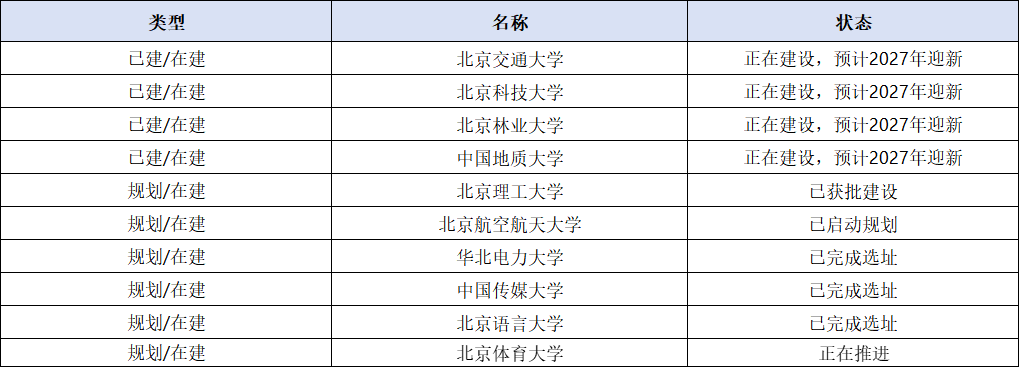 类型 名称 状态
已建/在建 北京交通大学 正在建设，预计2027年迎新
已建/在建 北京科技大学 正在建设，预计2027年迎新
已建/在建 北京林业大学 正在建设，预计2027年迎新
已建/在建 中国地质大学 正在建设，预计2027年迎新
规划/在建 北京理工大学 已获批建设
规划/在建 北京航空航天大学 已启动规划
规划/在建 华北电力大学 已完成选址
规划/在建 中国传媒大学 已完成选址
规划/在建 北京语言大学 已完成选址
规划/在建 北京体育大学 正在推进